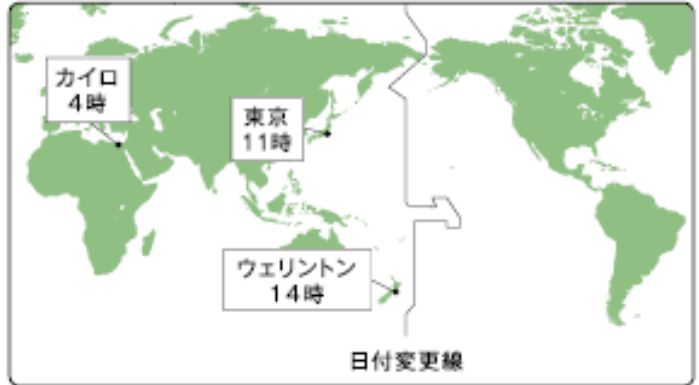 カイロ
4時
東京
11時
ウェリントン
14時
日付変更線